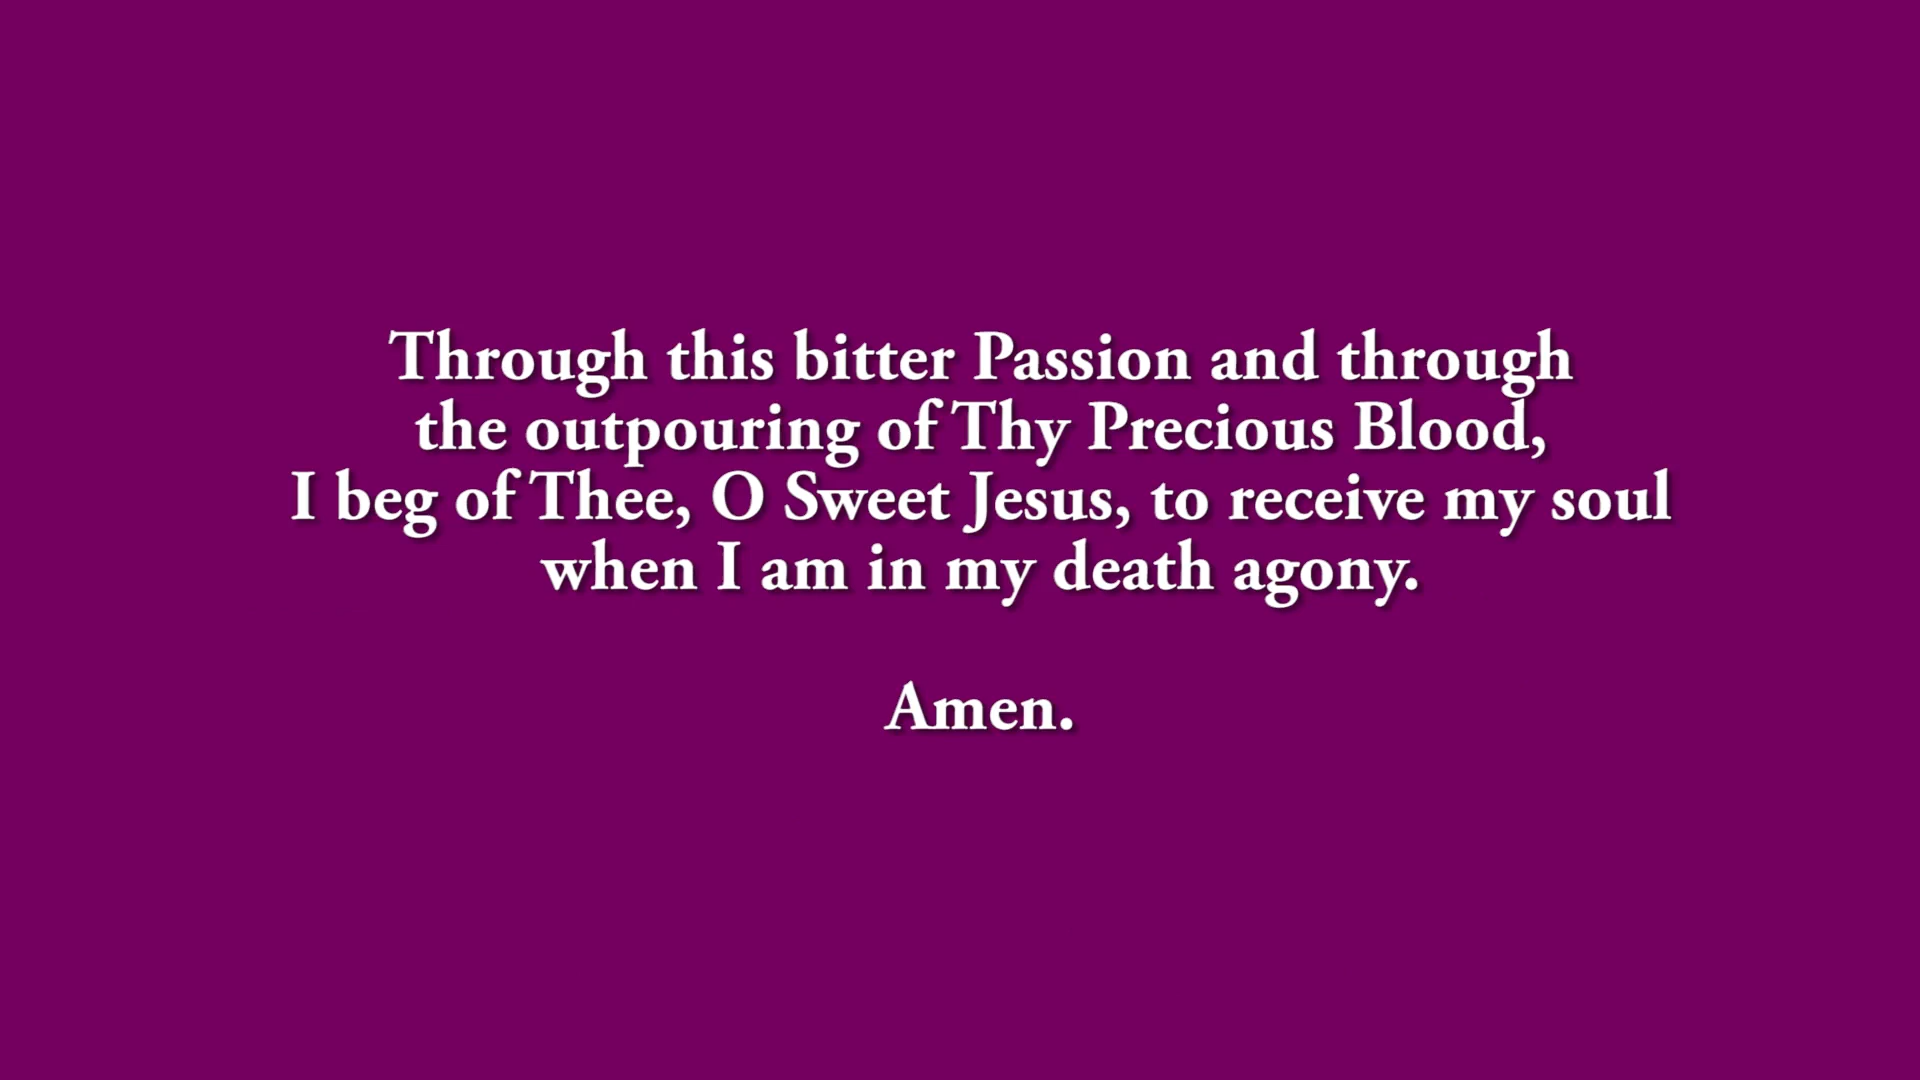 Through this bitter Passion and through
the outpouring of Thy Precious Blood,
I beg of Thee, O Sweet Jesus, to receive my soul
when I am in my death agony.
Amen.